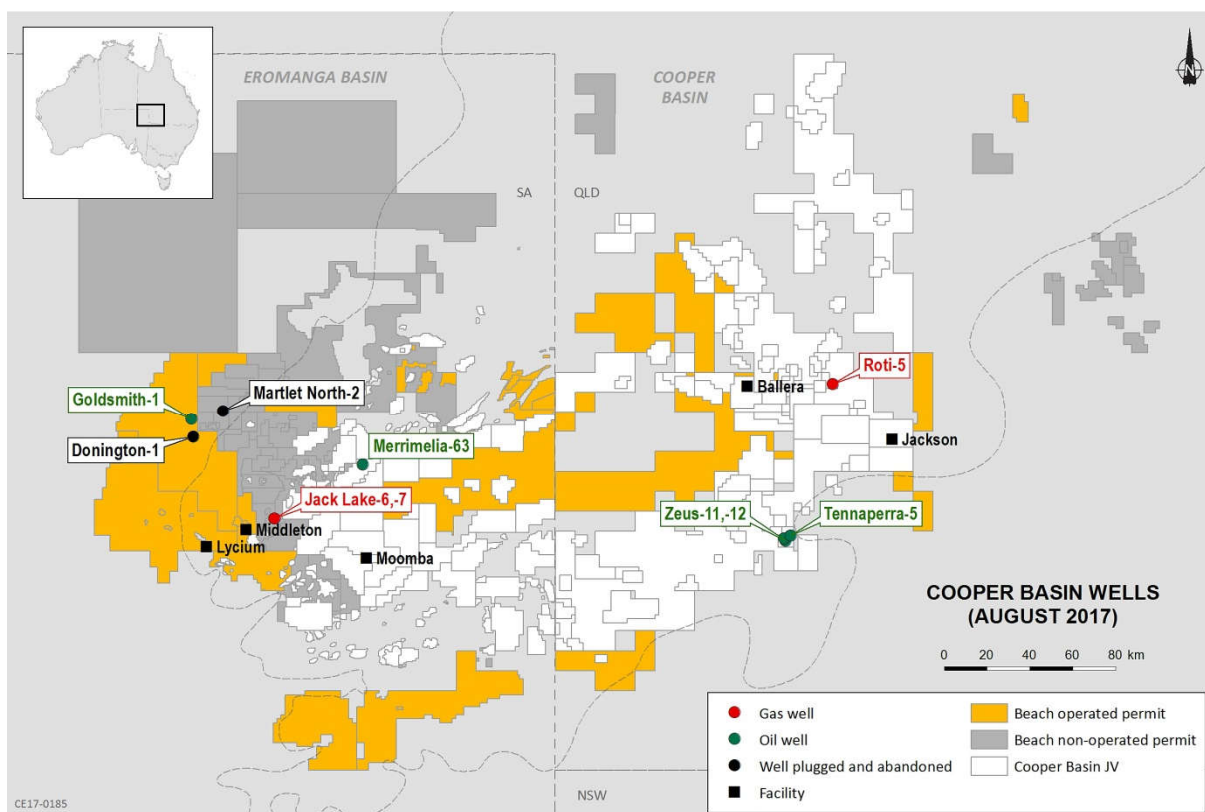 EROMANGA BASIN
COOPER
BASIN
N
SA
QLD
Roti-5
Goldsmith-1
Martlet North-2
Ballera
Donington-1
Merrimelia-63
Jackson
Jack Lake-6,-7
Zeus-11,-12
Tennaperra-5
Middleton
Lycium
Moomba
COOPER BASIN WELLS
(AUGUST 2017)
0 20 40 60 80 km
Gas well
Oil well
Well plugged and abandoned
Facility
Beach operated permit
Beach non-operated permit
Cooper Basin JV
CE17-0185
NSW